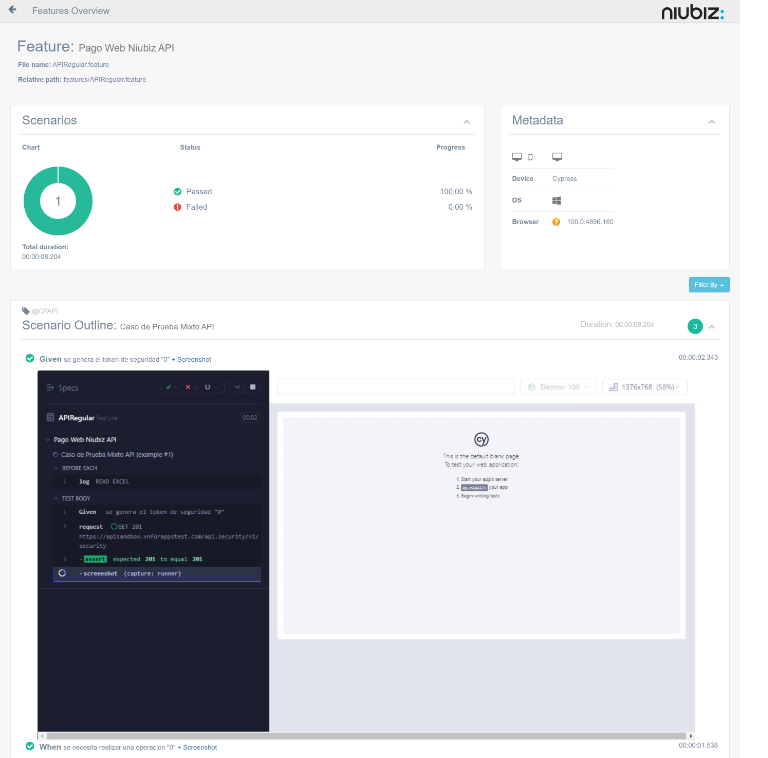 Features Overview
niubiz:
Feature: Pago Web Niubiz API
File name: APIRegular.feature
Relative path: features/APIRegular.feature
Scenarios
Metadata
Chart Status Progress
1
Passed 100.00 %
Failed 0.00 %
Total duration:
00:00:08.204
Device Cypress
OS
Browser 100.0.4896.160
Filter By
@CPAPI
Scenario Outline: Caso de Prueba Mixto API
Duration: 00:00:08.204
3
Given se genera el token de seguridad "0" + Screenshot
00:00:02.343
Specs
Electron 100
1376x768 (58%)
APIRegular.feature 00:02
Pago Web Niubiz API
Caso de Prueba Mixto API (example #1)
BEFORE EACH
1 log READ EXCEL
TEST BODY
1 Given se genera el token de seguridad "0"
2 request GET 201
https://apisandbox.vnforappstest.com/api.security/v1/
security
3 -assert expected 201 to equal 201
-screenshot {capture: runner}
cy
This is the default blank page.
To test your web application:
1. Start your app's server
2. your app
3. Begin writing tests
When se necesita realizar una operacion "0" + Screenshot
00:00:01.538